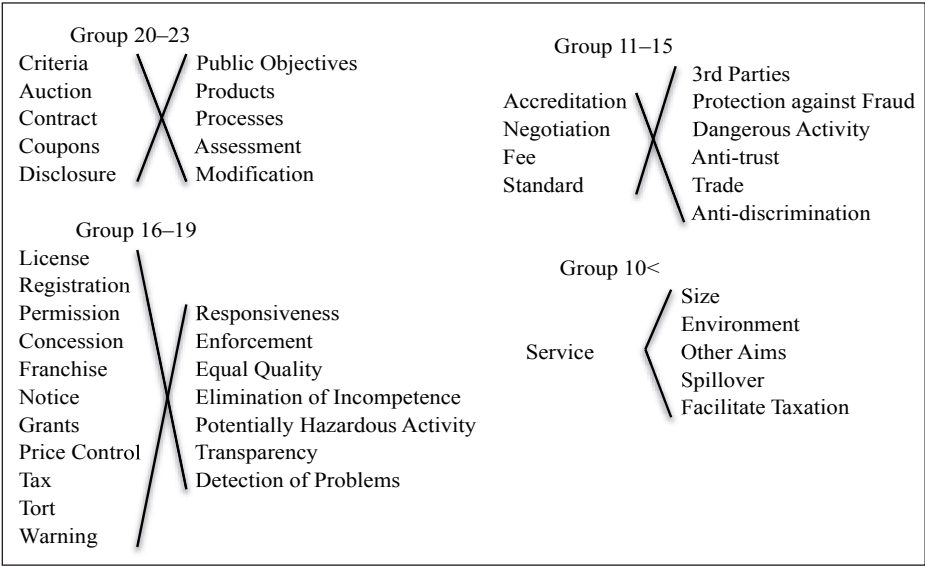 Group 20–23
Criteria
Auction
Contract
Coupons
Disclosure
Public Objectives
Products
Processes
Assessment
Modification
Group 16–19
License
Registration
Permission
Concession
Franchise
Notice
Grants
Price Control
Tax
Tort
Warning
Responsiveness
Enforcement
Equal Quality
Elimination of Incompetence
Potentially Hazardous Activity
Transparency
Detection of Problems
Group 11–15
Accreditation
Negotiation
Fee
Standard
3rd Parties
Protection against Fraud
Dangerous Activity
Anti-trust
Trade
Anti-discrimination
Group 10<
Service
Size
Environment
Other Aims
Spillover
Facilitate Taxation